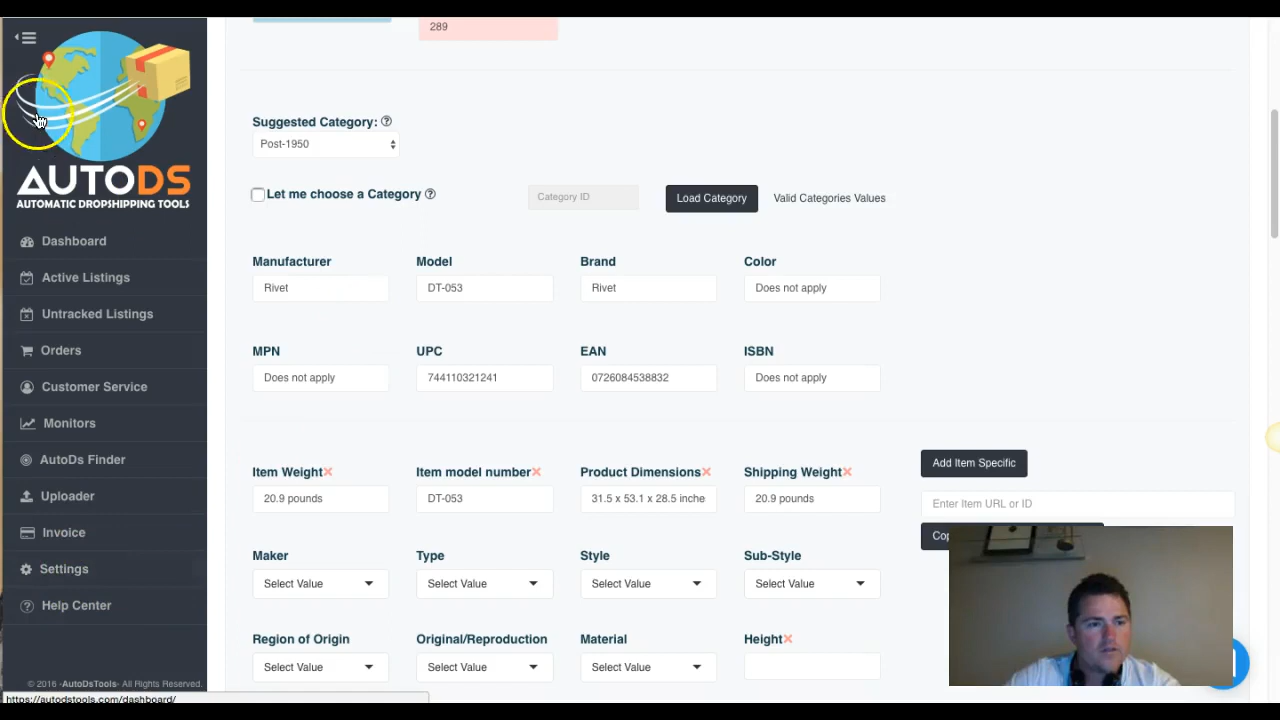 289
AUTODS
AUTOMATIC DROPSHIPPING TOOLS
Dashboard
Active Listings
Untracked Listings
Orders
Customer Service
Monitors
AutoDs Finder
Uploader
Invoice
Settings
Help Center
© 2016 -AutoDsTools- All Rights Reserved.
https://autodstools.com/dashboard/
Suggested Category: ?
Post-1950
Let me choose a Category ?
Category ID
Load Category
Valid Categories Values
Manufacturer Model Brand Color
Rivet DT-053 Rivet Does not apply
MPN UPC EAN ISBN
Does not apply 744110321241 0726084538832 Does not apply
Item Weight Item model number Product Dimensions Shipping Weight
20.9 pounds DT-053 31.5 x 53.1 x 28.5 inche 20.9 pounds
Add Item Specific
Enter Item URL or ID
Maker Type Style Sub-Style
Select Value Select Value Select Value Select Value
Region of Origin Original/Reproduction Material Height
Select Value Select Value Select Value